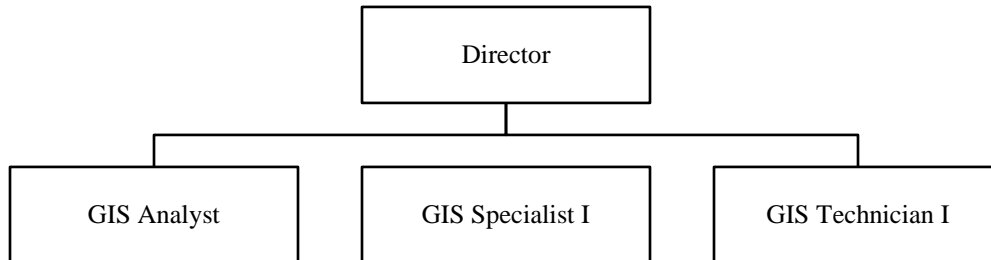 Director
GIS Analyst
GIS Specialist I
GIS Technician I